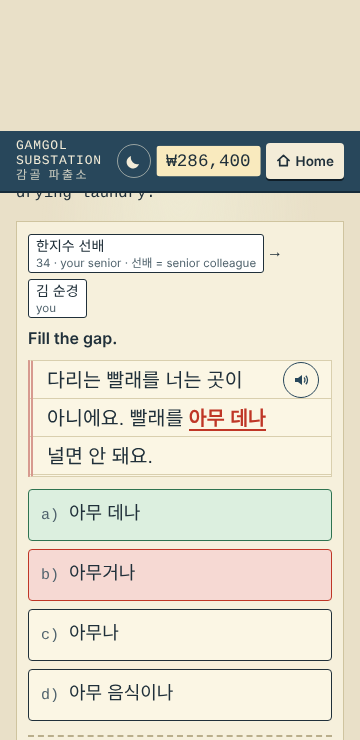 GAMGOL
SUBSTATION
감골 파출소
₩286,400
Home
drying laundry.
한지수 선배
34 · your senior · 선배 = senior colleague
→
김 순경
you
Fill the gap.
다리는 빨래를 너는 곳이
아니에요. 빨래를 아무 데나
널면 안 돼요.
a) 아무 데나
b) 아무거나
c) 아무나
d) 아무 음식이나